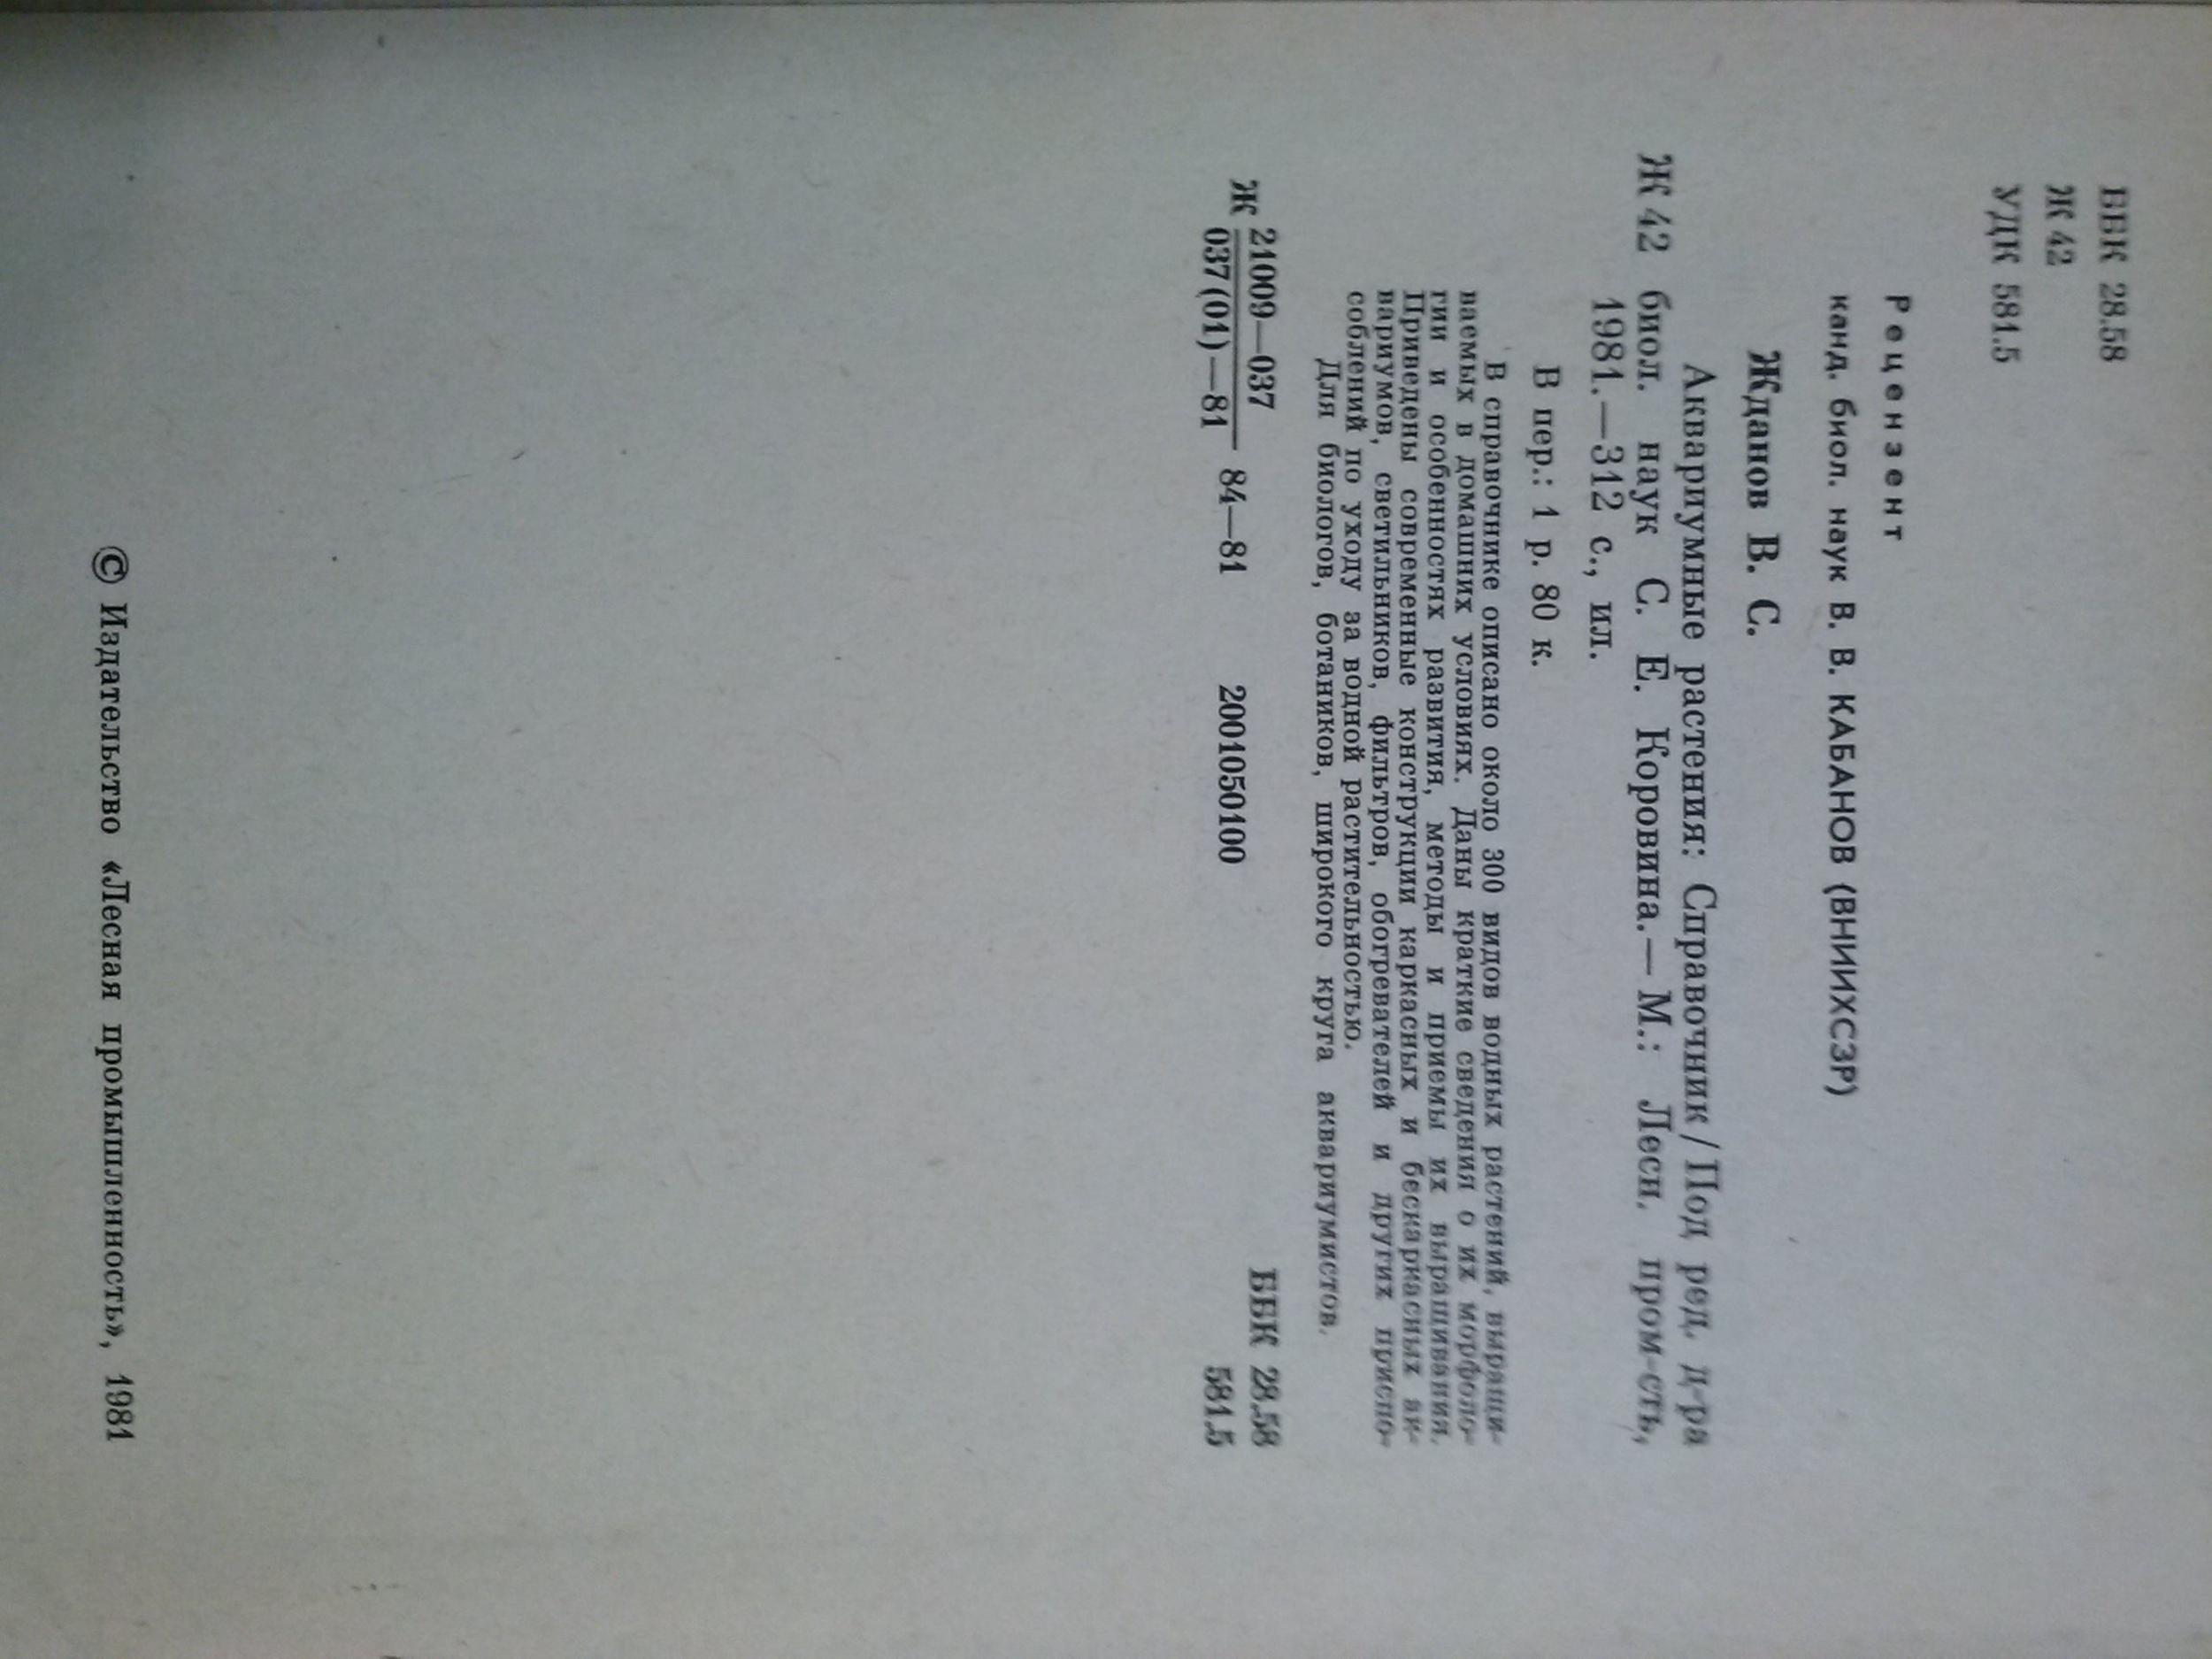 ББК 28.58
Ж 42
УДК 581.5
Рецензент
канд. биол. наук В. В. КАБАНОВ (ВНИИХСЗР)
Жданов В. С.
Аквариумные растения: Справочник/Под ред. д-ра
Ж 42 биол. наук С. Е. Коровина.— М.: Лесн. пром-сть,
1981.—312 с., ил.
В пер.: 1 р. 80 к.
В справочнике описано около 300 видов водных растений, выращи-
ваемых в домашних условиях. Даны краткие сведения о их морфоло-
гии и особенностях развития, методы и приемы их выращивания.
Приведены современные конструкции каркасных и бескаркасных ак-
вариумов, светильников, фильтров, обогревателей и других приспо-
соблений по уходу за водной растительностью.
Для биологов, ботаников, широкого круга аквариумистов.
Ж 21009—037
037(01)—81 84—81 2001050100
ББК 28.58
581.5
© Издательство «Лесная промышленность», 1981